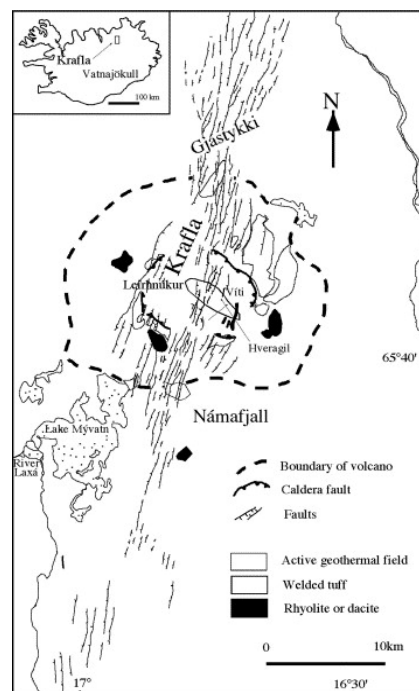 Krafla
Vatnajökull
100 km
N
Gjástykki
Krafla
Leirhnúkur
Víti
Hveragil
65°40'
Námafjall
Lake Mývatn
River
Laxá
Boundary of volcano
Caldera fault
Faults
Active geothermal field
Welded tuff
Rhyolite or dacite
0 10km
17°
16°30'